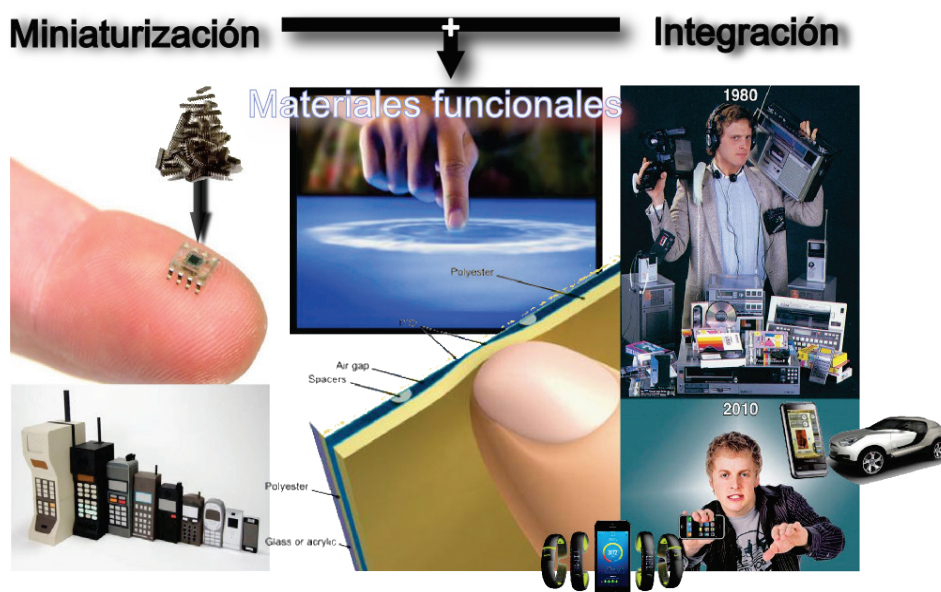 Miniaturización
+
Integración
Materiales funcionales
1980
Polyester
Air gap
Spacers
2010
Polyester
Glass or acrylic